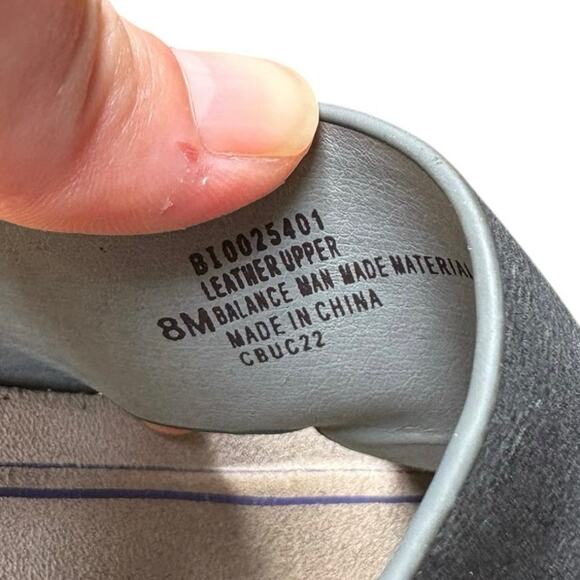 BI0025401
LEATHER UPPER
8M BALANCE MAN MADE MATERIAL
MADE IN CHINA
CBUC22